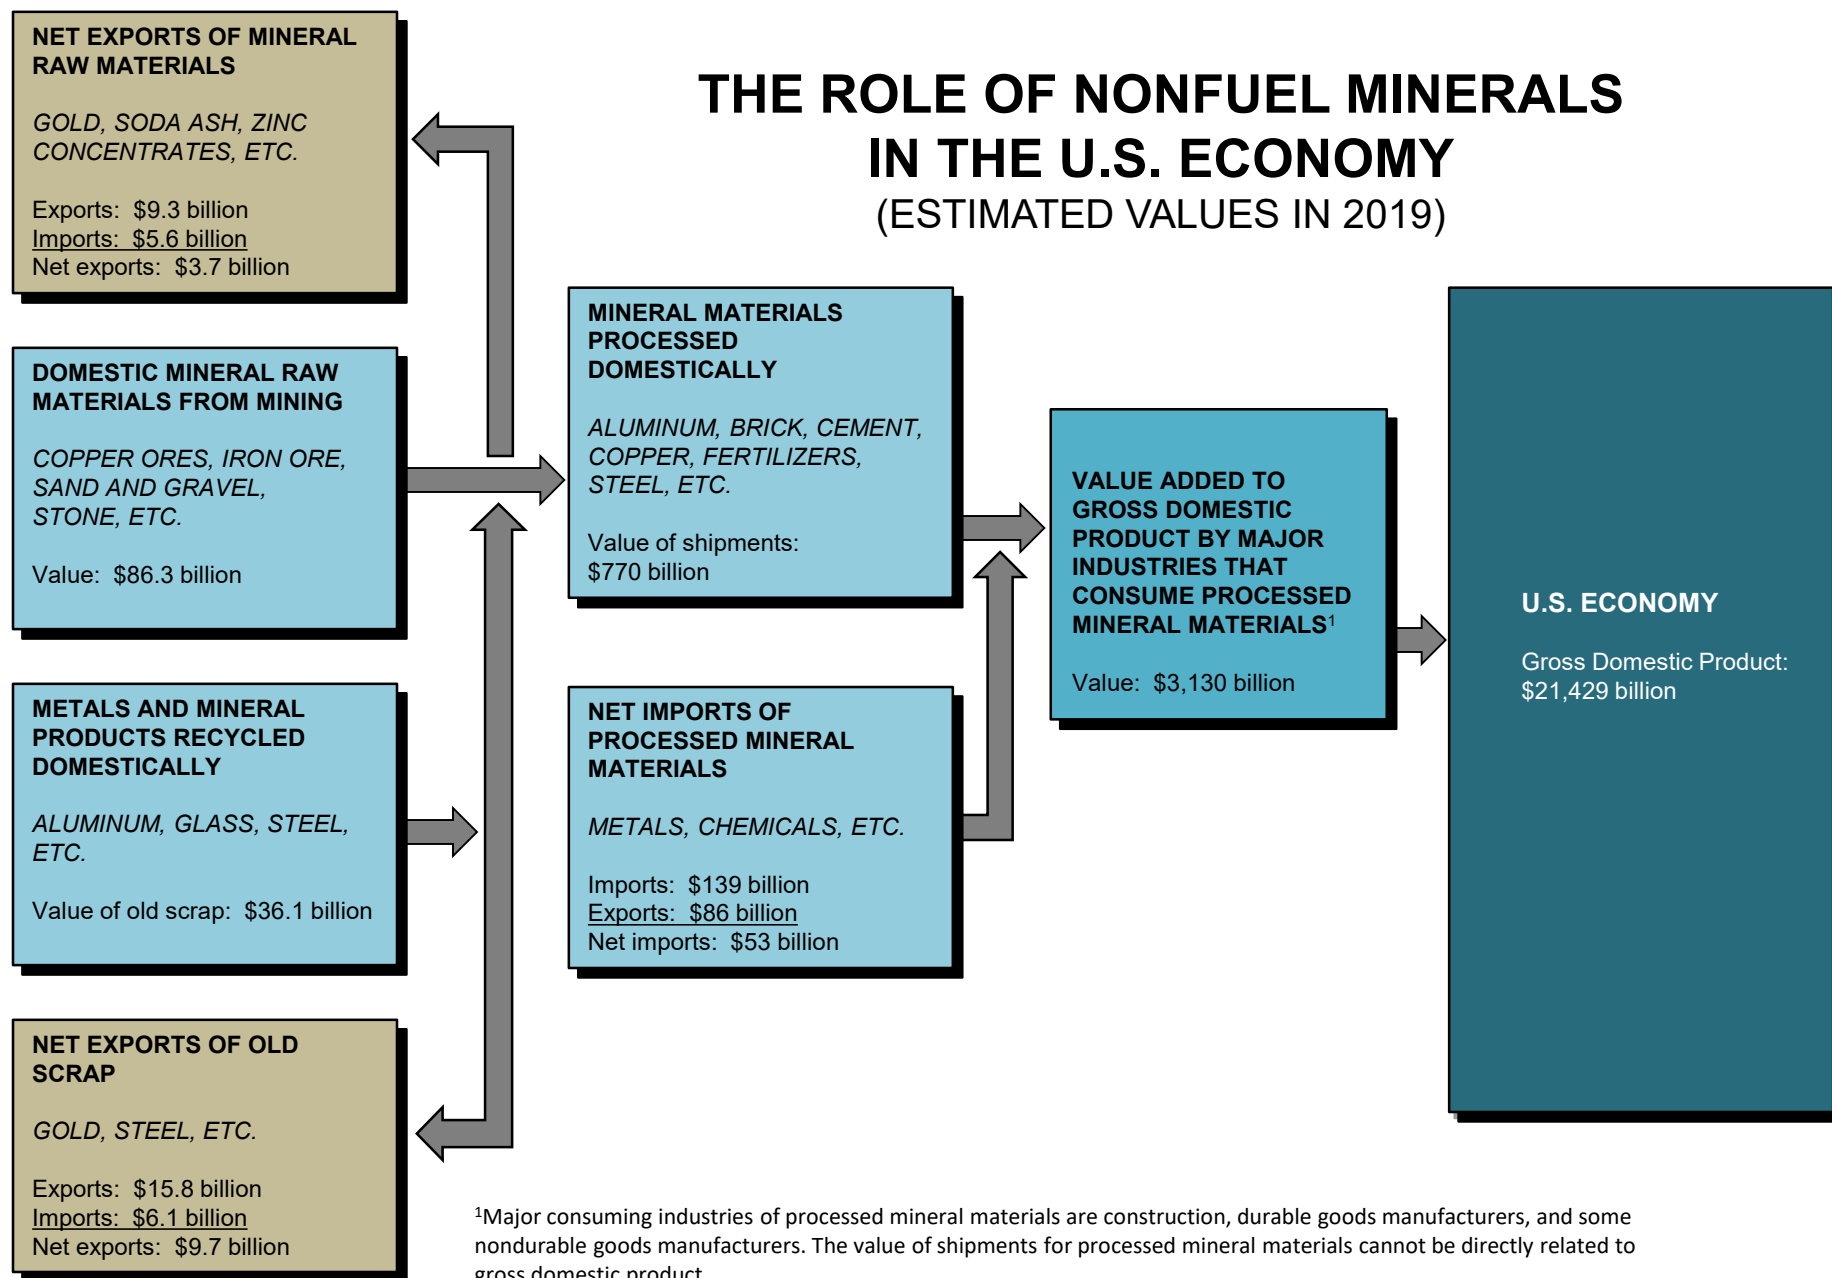 THE ROLE OF NONFUEL MINERALS
IN THE U.S. ECONOMY
(ESTIMATED VALUES IN 2019)
NET EXPORTS OF MINERAL
RAW MATERIALS
GOLD, SODA ASH, ZINC
CONCENTRATES, ETC.
Exports: $9.3 billion
Imports: $5.6 billion
Net exports: $3.7 billion
DOMESTIC MINERAL RAW
MATERIALS FROM MINING
COPPER ORES, IRON ORE,
SAND AND GRAVEL,
STONE, ETC.
Value: $86.3 billion
METALS AND MINERAL
PRODUCTS RECYCLED
DOMESTICALLY
ALUMINUM, GLASS, STEEL,
ETC.
Value of old scrap: $36.1 billion
NET EXPORTS OF OLD
SCRAP
GOLD, STEEL, ETC.
Exports: $15.8 billion
Imports: $6.1 billion
Net exports: $9.7 billion
MINERAL MATERIALS
PROCESSED
DOMESTICALLY
ALUMINUM, BRICK, CEMENT,
COPPER, FERTILIZERS,
STEEL, ETC.
Value of shipments:
$770 billion
NET IMPORTS OF
PROCESSED MINERAL
MATERIALS
METALS, CHEMICALS, ETC.
Imports: $139 billion
Exports: $86 billion
Net imports: $53 billion
VALUE ADDED TO
GROSS DOMESTIC
PRODUCT BY MAJOR
INDUSTRIES THAT
CONSUME PROCESSED
MINERAL MATERIALS¹
Value: $3,130 billion
U.S. ECONOMY
Gross Domestic Product:
$21,429 billion
¹Major consuming industries of processed mineral materials are construction, durable goods manufacturers, and some
nondurable goods manufacturers. The value of shipments for processed mineral materials cannot be directly related to
gross domestic product